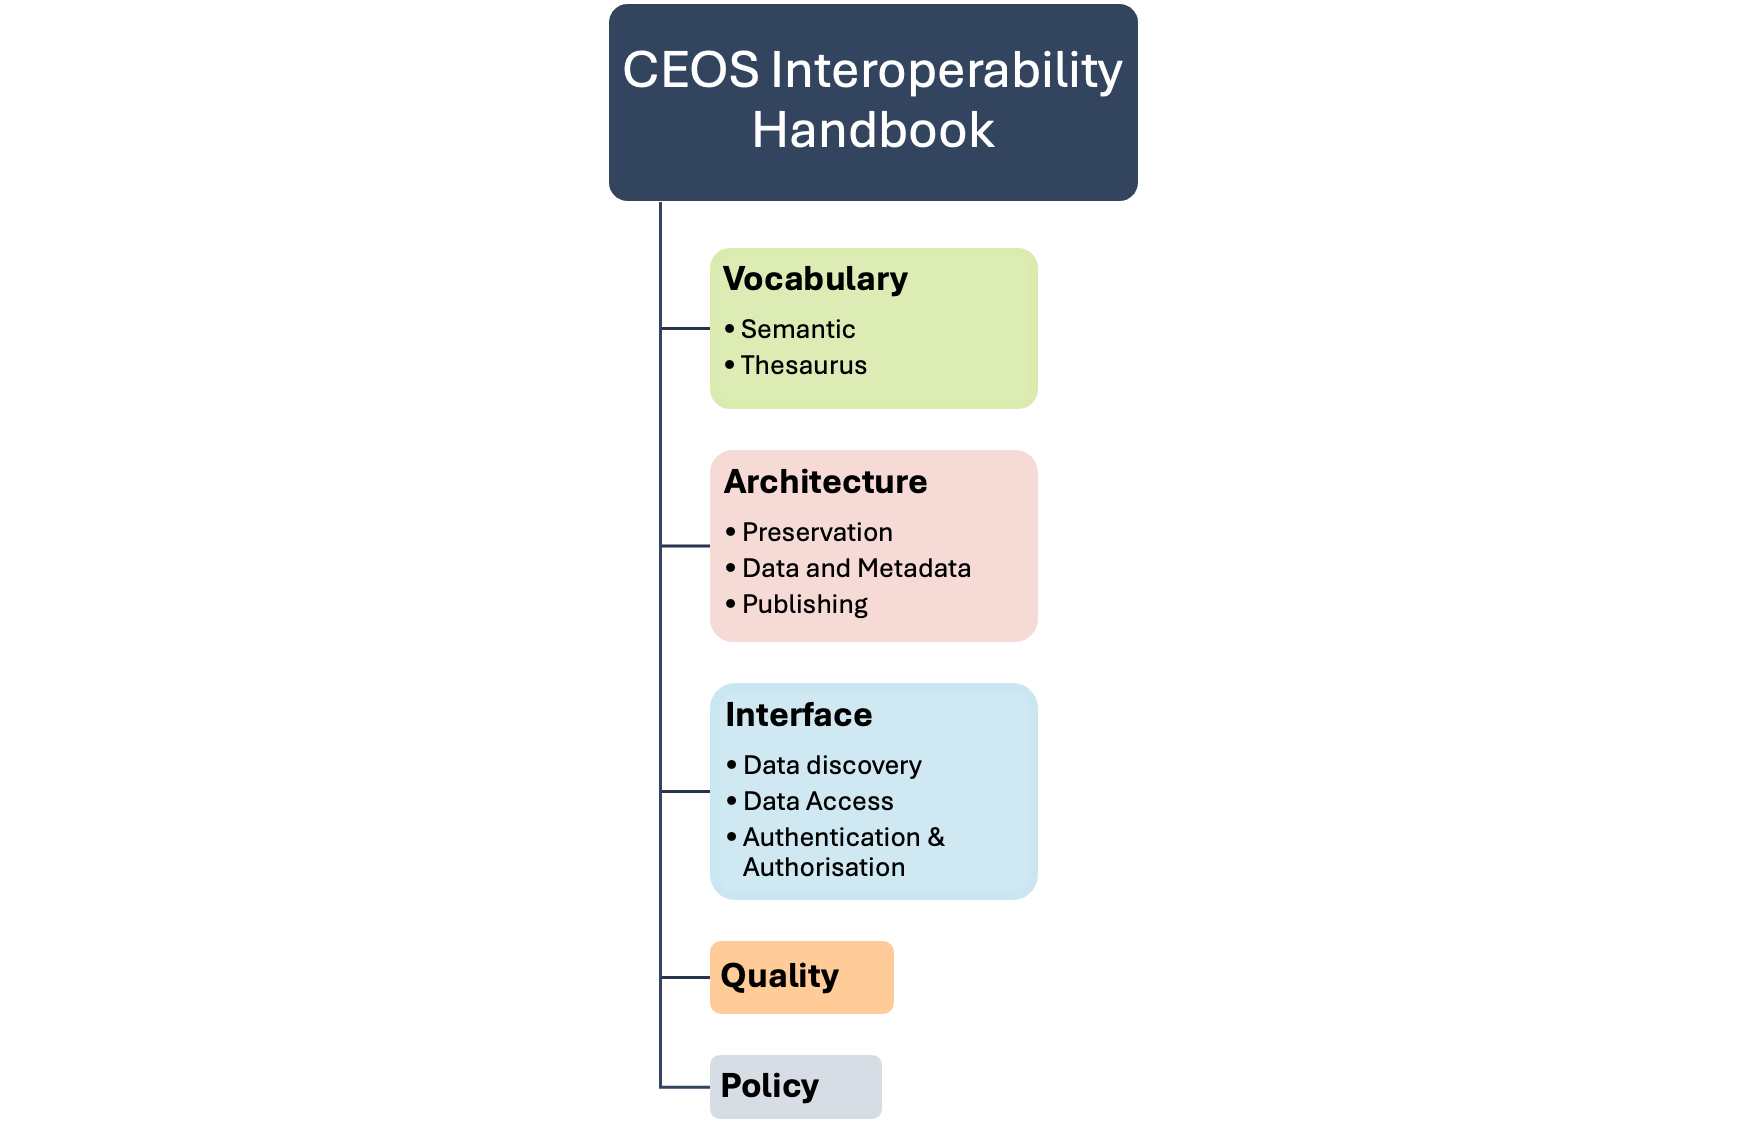 CEOS Interoperability
Handbook
Vocabulary
• Semantic
• Thesaurus
Architecture
• Preservation
• Data and Metadata
• Publishing
Interface
• Data discovery
• Data Access
• Authentication &
Authorisation
Quality
Policy